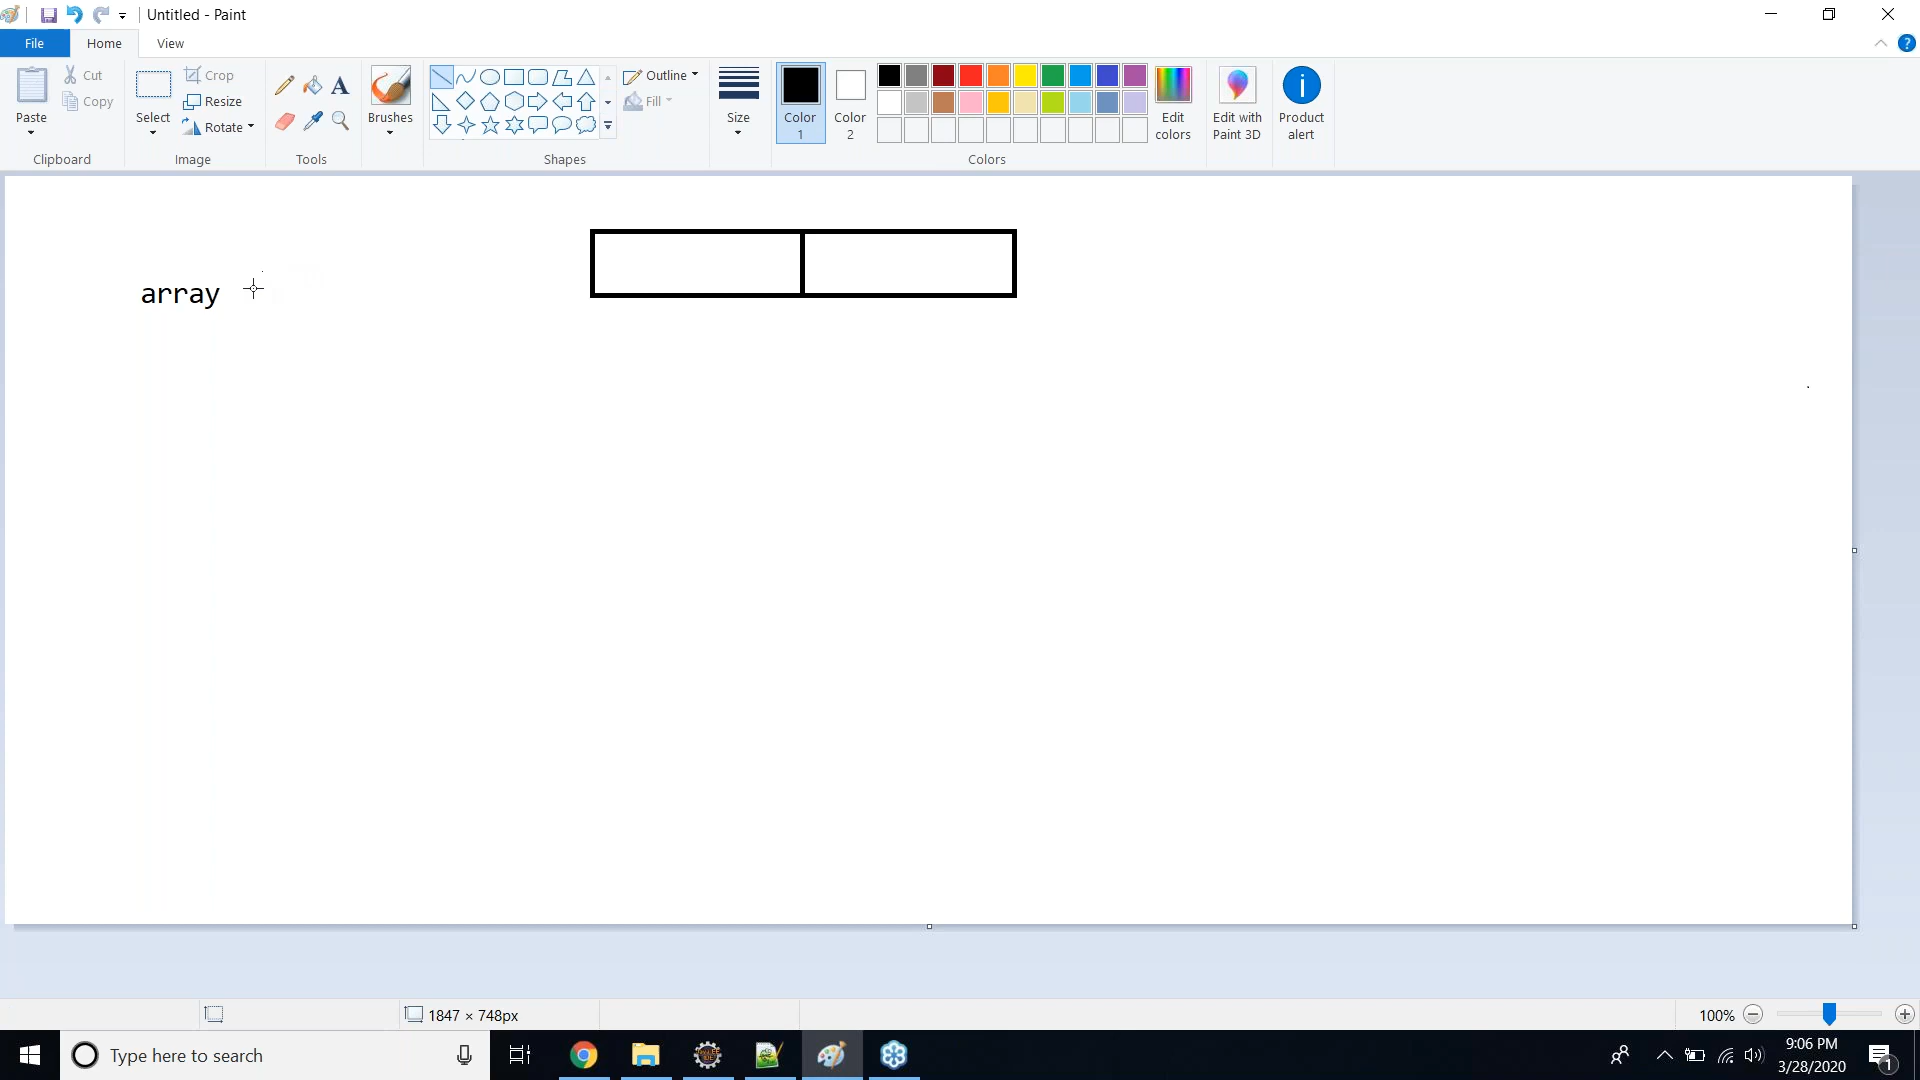 Untitled - Paint
File Home View
Paste
Cut
Copy
Clipboard
Select
Crop
Resize
Rotate
Image
A
Tools
Brushes
Outline
Fill
Shapes
Size
Color 1
Color 2
Colors
Edit colors
Edit with Paint 3D
Product alert
array
1847 × 748px
100%
Type here to search
9:06 PM
3/28/2020
1